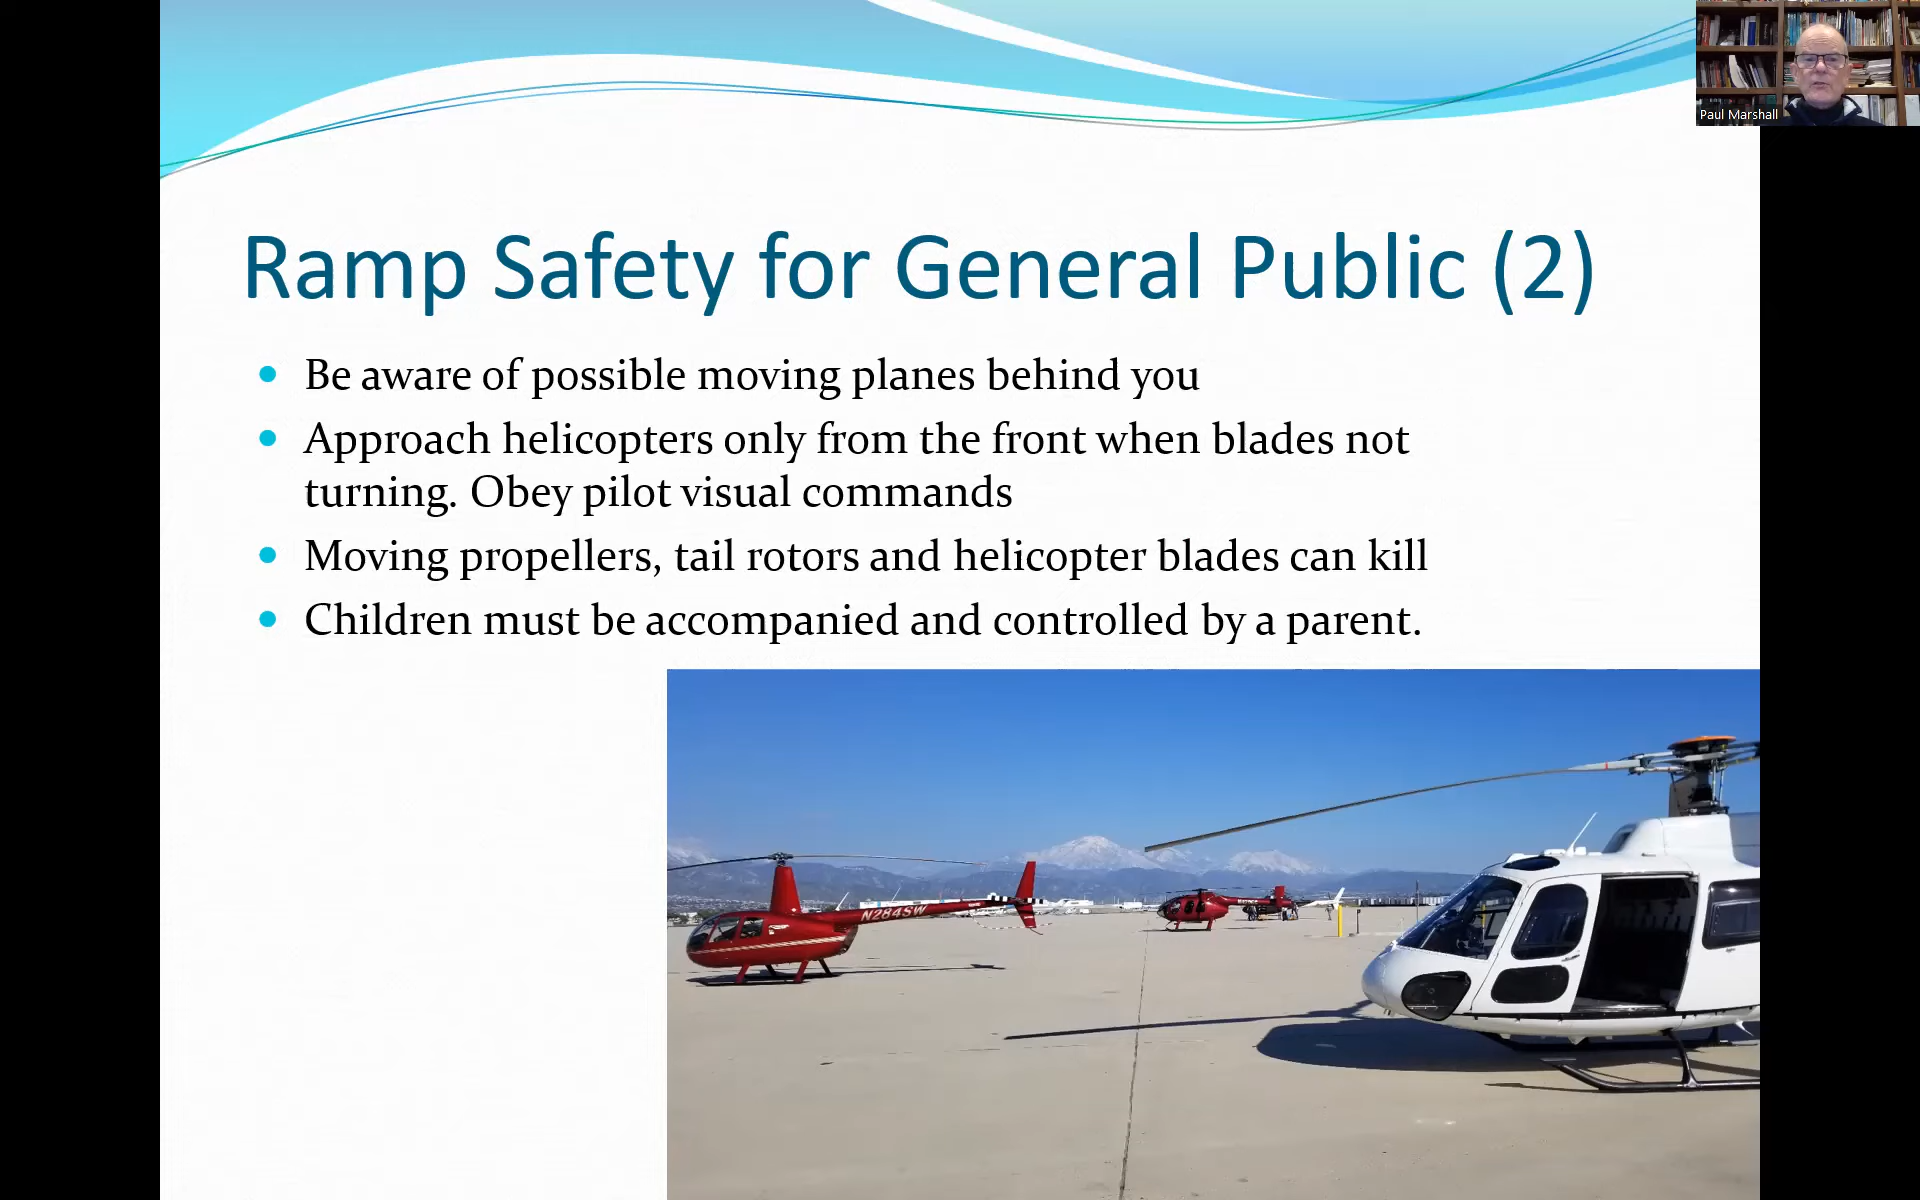 Paul Marshall
Ramp Safety for General Public (2)
Be aware of possible moving planes behind you
Approach helicopters only from the front when blades not
turning. Obey pilot visual commands
Moving propellers, tail rotors and helicopter blades can kill
Children must be accompanied and controlled by a parent.
N284SW